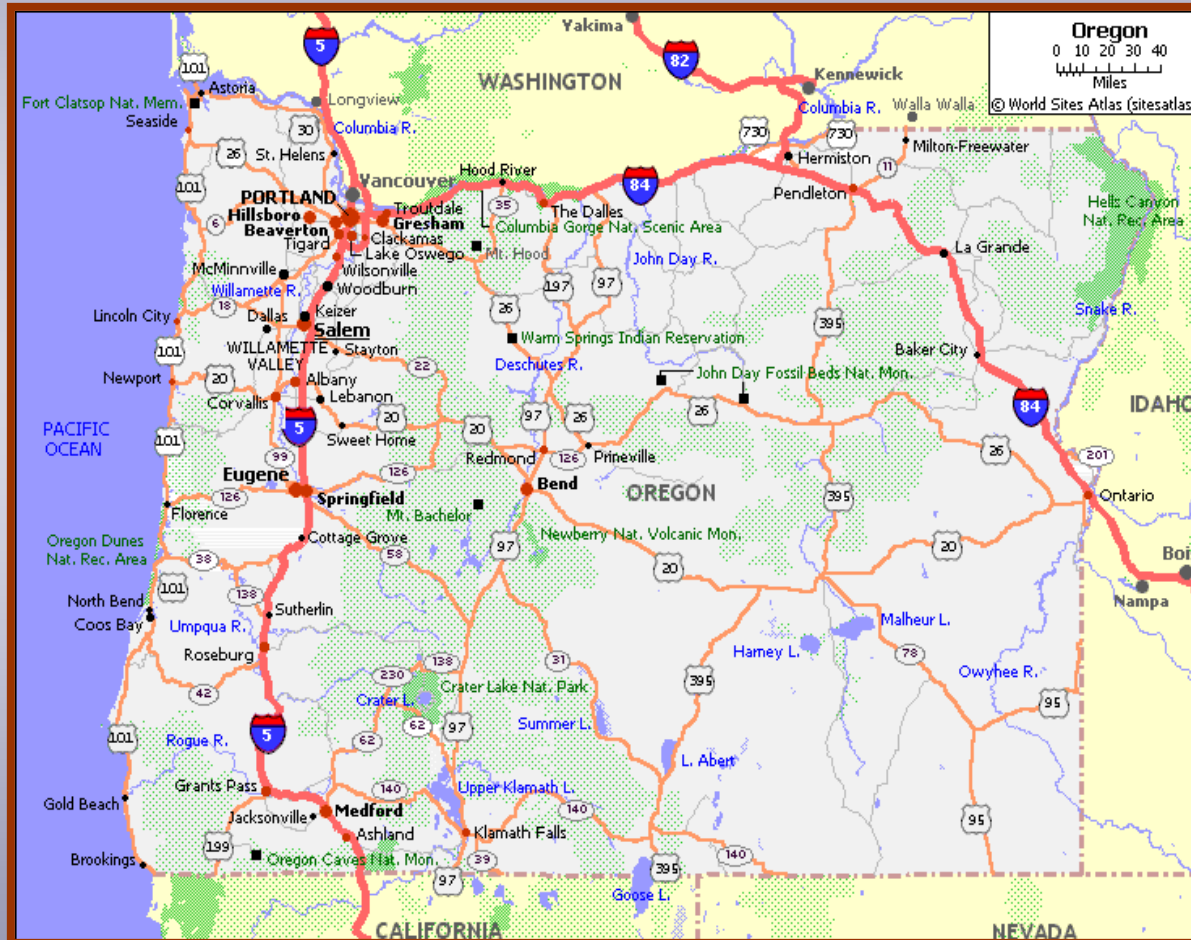 Yakima
Oregon
0 10 20 30 40
Miles
© World Sites Atlas (sitesatlas
5
82
WASHINGTON
Kennewick
101
Astoria
Longview
Columbia R.
Walla Walla
Fort Clatsop Nat. Mem.
Seaside
30
Columbia R.
730
730
26
St. Helens
Hermiston
11
Milton-Freewater
Hood River
84
101
Vancouver
Pendleton
PORTLAND
35
The Dalles
Hells Canyon
Nat. Rec. Area
Hillsboro
Troutdale
6
Beaverton
Gresham
Columbia Gorge Nat. Scenic Area
Tigard
Clackamas
Lake Oswego
Mt. Hood
La Grande
McMinnville
Wilsonville
John Day R.
Willamette R.
Woodburn
197
97
18
Keizer
26
Snake R.
Lincoln City
Dallas
Salem
395
Warm Springs Indian Reservation
101
WILLAMETTE
VALLEY
Stayton
22
Deschutes R.
Baker City
Newport
20
Albany
John Day Fossil Beds Nat. Mon.
Corvallis
Lebanon
84
IDAHO
PACIFIC
OCEAN
101
5
20
20
97
26
26
Sweet Home
99
126
Redmond
126
Prineville
26
201
Eugene
Bend
OREGON
395
Ontario
126
Springfield
Florence
Mt. Bachelor
Newberry Nat. Volcanic Mon.
Oregon Dunes
Nat. Rec. Area
38
Cottage Grove
58
97
20
20
Boi
101
138
Nampa
North Bend
Sutherlin
Coos Bay
Umpqua R.
Malheur L.
Roseburg
Harney L.
78
42
230
138
31
Owyhee R.
Crater L.
Crater Lake Nat. Park
395
95
101
5
62
62
97
Summer L.
Rogue R.
L. Abert
Grants Pass
140
Upper Klamath L.
Gold Beach
Jacksonville
Medford
140
Ashland
Klamath Falls
95
199
Brookings
Oregon Caves Nat. Mon.
39
140
97
395
Goose L.
CALIFORNIA
NEVADA